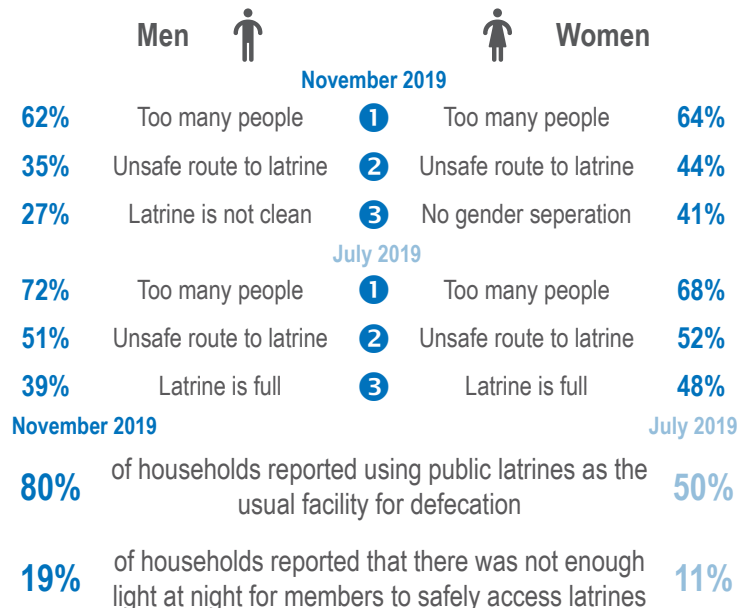 Men Women
November 2019
62% Too many people 1 Too many people 64%
35% Unsafe route to latrine 2 Unsafe route to latrine 44%
27% Latrine is not clean 3 No gender seperation 41%
July 2019
72% Too many people 1 Too many people 68%
51% Unsafe route to latrine 2 Unsafe route to latrine 52%
39% Latrine is full 3 Latrine is full 48%
November 2019 July 2019
80% of households reported using public latrines as the
usual facility for defecation 50%
19% of households reported that there was not enough
light at night for members to safely access latrines 11%